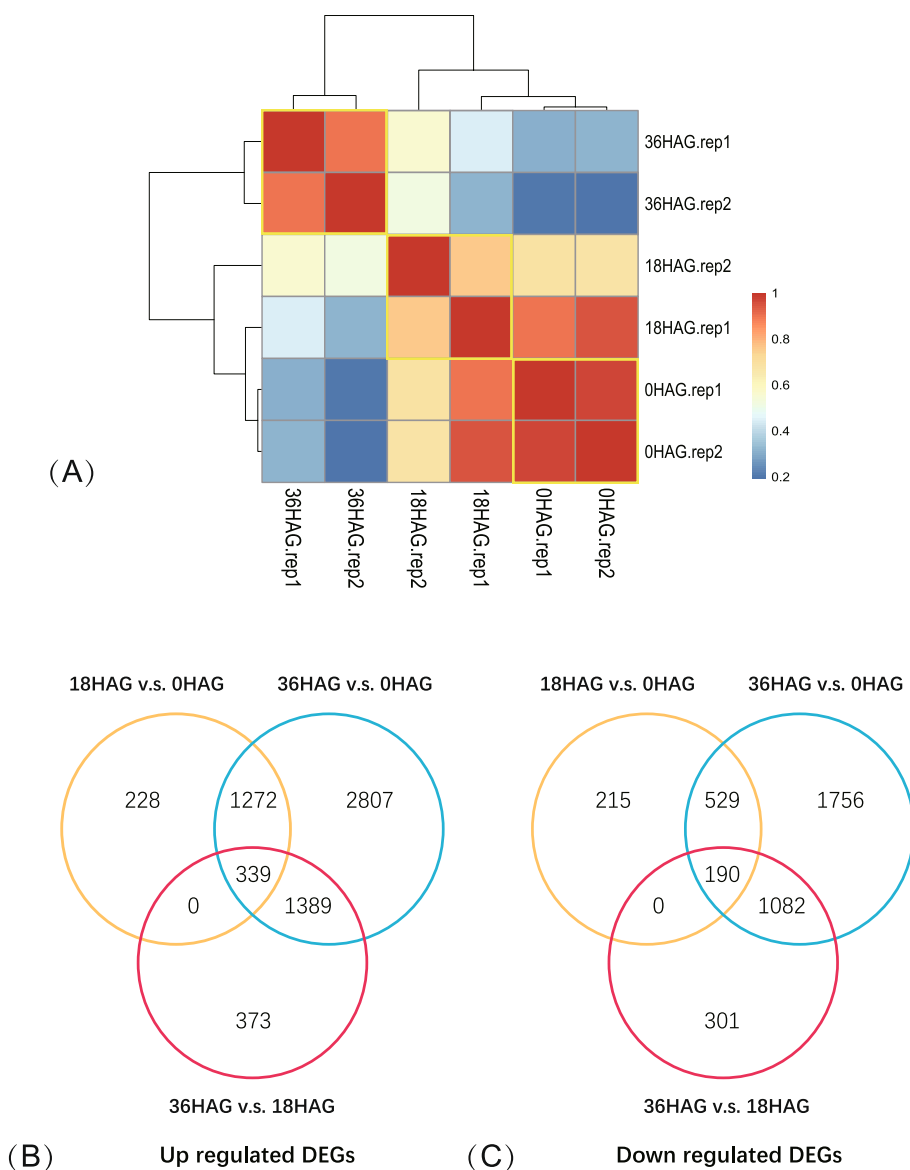 36HAG.rep1
36HAG.rep2
18HAG.rep2
18HAG.rep1
0HAG.rep1
0HAG.rep2
1
0.8
0.6
0.4
0.2
(A)
36HAG.rep1
36HAG.rep2
18HAG.rep2
18HAG.rep1
0HAG.rep1
0HAG.rep2
18HAG v.s. 0HAG
36HAG v.s. 0HAG
228
1272
2807
339
0
1389
373
36HAG v.s. 18HAG
(B)
Up regulated DEGs
18HAG v.s. 0HAG
36HAG v.s. 0HAG
215
529
1756
190
0
1082
301
36HAG v.s. 18HAG
(C)
Down regulated DEGs